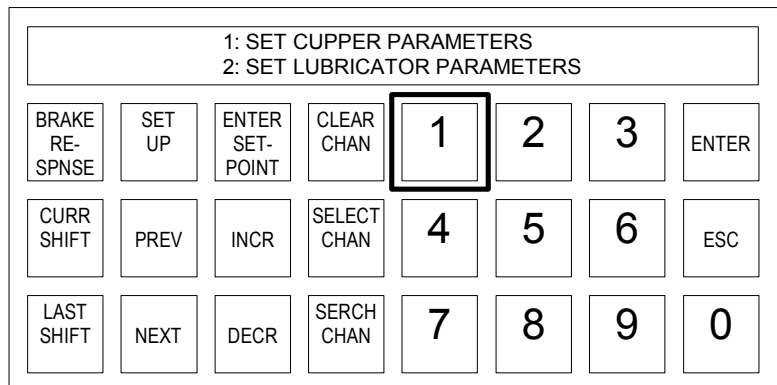 1: SET CUPPER PARAMETERS
2: SET LUBRICATOR PARAMETERS
BRAKE
RE-
SPNSE
SET
UP
ENTER
SET-
POINT
CLEAR
CHAN
1
2
3
ENTER
CURR
SHIFT
PREV
INCR
SELECT
CHAN
4
5
6
ESC
LAST
SHIFT
NEXT
DECR
SERCH
CHAN
7
8
9
0